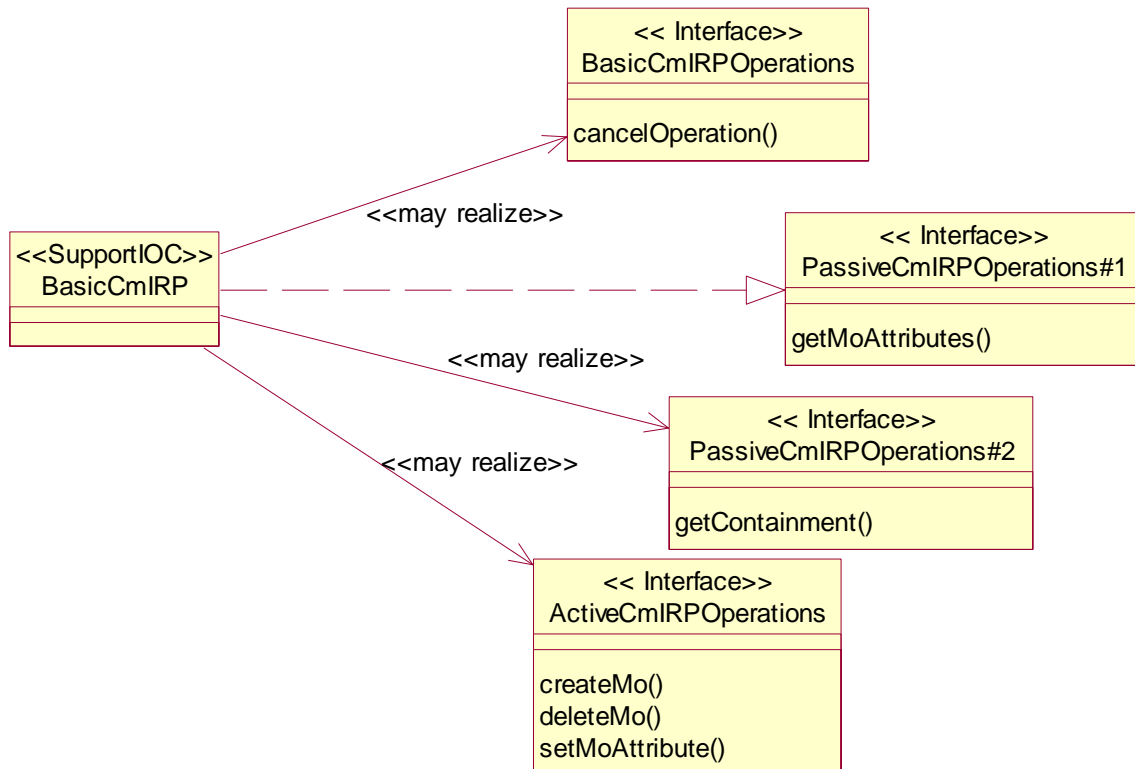 << Interface>>
BasicCmIRPOperations
cancelOperation()
<<may realize>>
<<SupportIOC>>
BasicCmIRP
<< Interface>>
PassiveCmIRPOperations#1
getMoAttributes()
<<may realize>>
<< Interface>>
PassiveCmIRPOperations#2
getContainment()
<<may realize>>
<< Interface>>
ActiveCmIRPOperations
createMo()
deleteMo()
setMoAttribute()